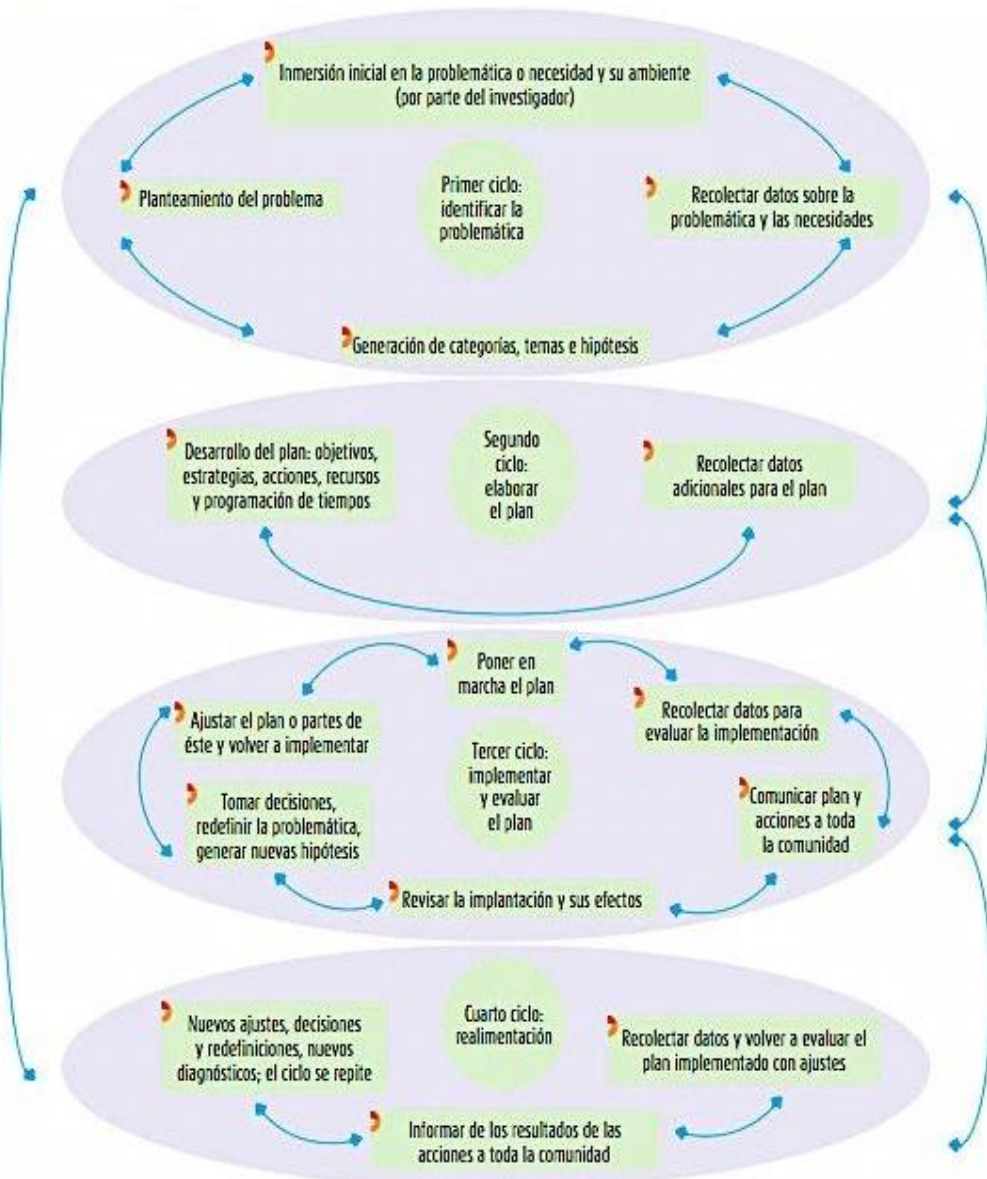 Inmersión inicial en la problemática o necesidad y su ambiente
(por parte del investigador)
Planteamiento del problema
Primer ciclo:
identificar la
problemática
Recolectar datos sobre la
problemática y las necesidades
Generación de categorías, temas e hipótesis
Desarrollo del plan: objetivos,
estrategias, acciones, recursos
y programación de tiempos
Segundo
ciclo:
elaborar
el plan
Recolectar datos
adicionales para el plan
Poner en
marcha el plan
Ajustar el plan o partes de
éste y volver a implementar
Recolectar datos para
evaluar la implementación
Tercer ciclo:
implementar
y evaluar
el plan
Tomar decisiones,
redefinir la problemática,
generar nuevas hipótesis
Comunicar plan y
acciones a toda
la comunidad
Revisar la implantación y sus efectos
Cuarto ciclo:
realimentación
Nuevos ajustes, decisiones
y redefiniciones, nuevos
diagnósticos; el ciclo se repite
Recolectar datos y volver a evaluar el
plan implementado con ajustes
Informar de los resultados de las
acciones a toda la comunidad